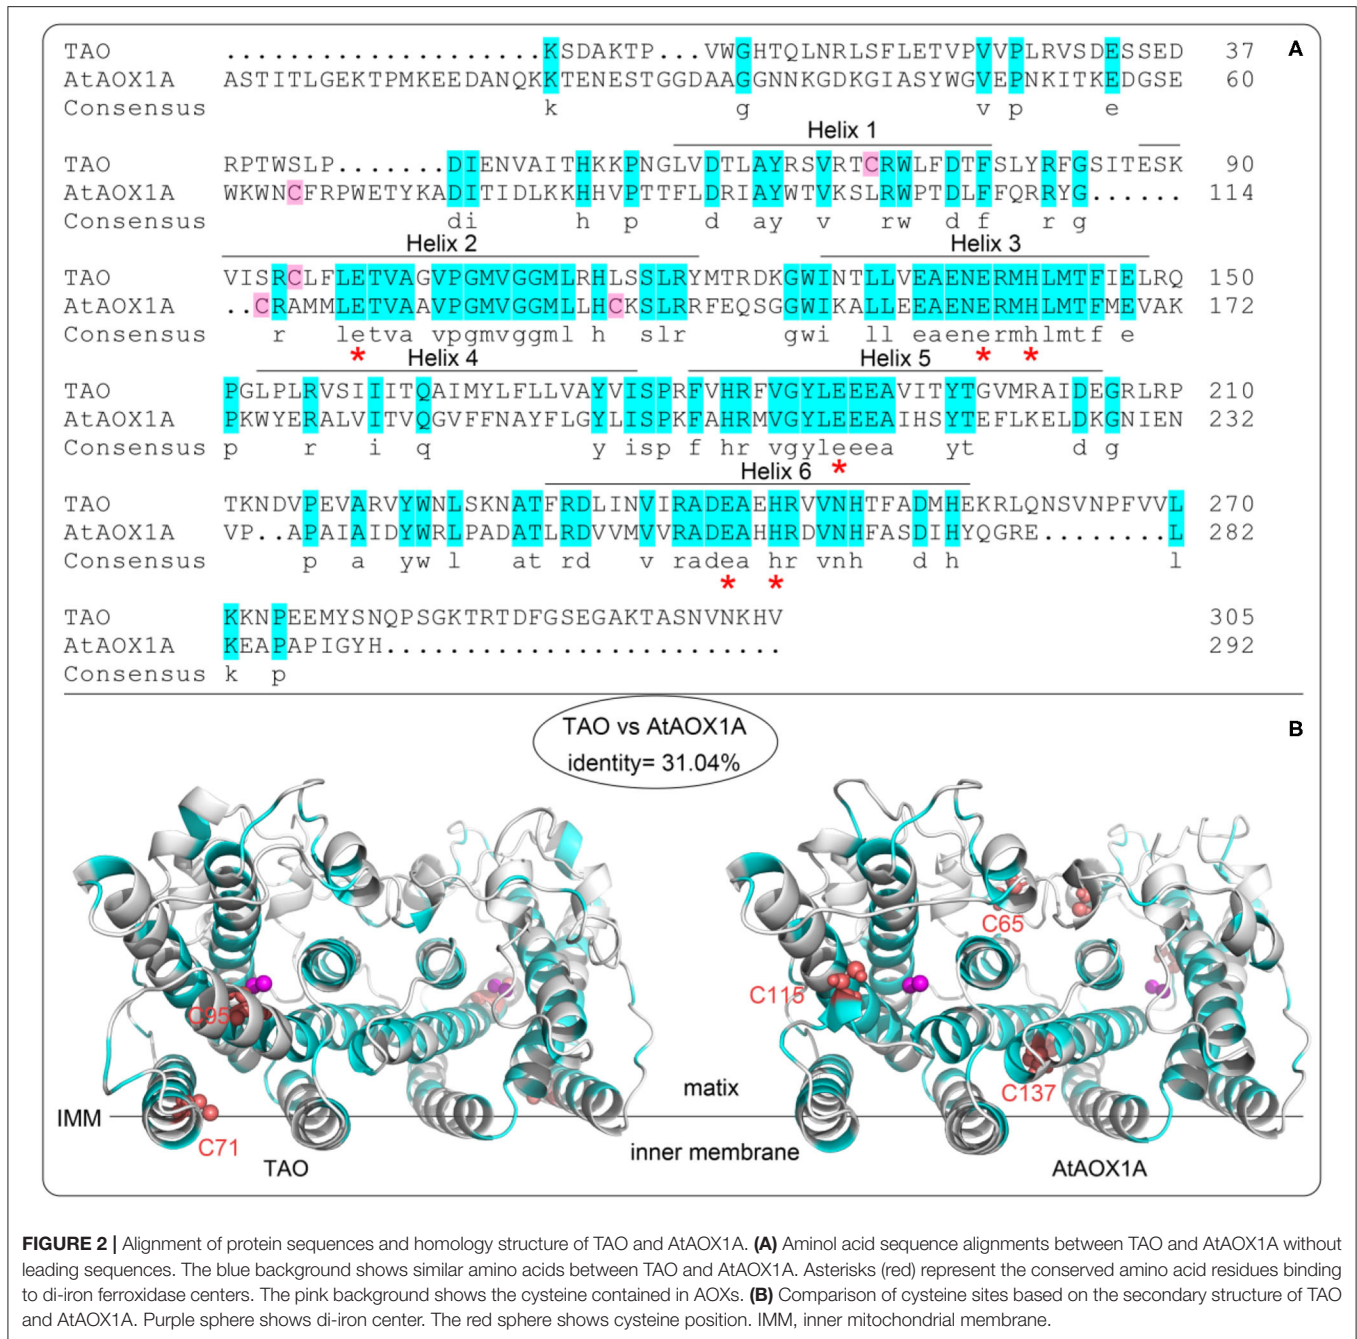 A
TAO ....................KSDAKTP...VWGHTQLNRLSFLETVPVVPLRVSDESSED 37
AtAOX1A ASTITLGEKTPMKEEDANQKKTENESTGGDAAGGNNKGDKGIASYWGVEPNKITKEDGSE 60
Consensus k g v p e
Helix 1
TAO RPTWSLP.......DIENVAITHKKPNGLVDTLAYRSVRTCRWLFDTFSLYRFGSITESK 90
AtAOX1A WKWNCFRPWETYKADITIDLKKHHVPTTFLDRIAYWTVKSLRWPTDLFFQRRYG...... 114
Consensus di h p d ay v rw d f r g
Helix 2 Helix 3
TAO VISRCLFLETVAGVPGMVGGMLRHLSSLRYMTRDKGWINTLLVEAENERMHLMTFIELRQ 150
AtAOX1A ..CRAMMLETVAAVPGMVGGMLLHCKSLRRFEQSGGWIKALLEEAENERMHLMTFMEVAK 172
Consensus r letva vpgmvggml h slr gwi ll eaenermhlmtf e
* * *
Helix 4 Helix 5
TAO PGLPLRVSIIITQAIMYLFLLVAYVISPRFVHRFVGYLEEEAVITYTGVMRAIDEGRLRP 210
AtAOX1A PKWYERALVITVQGVFFNAYFLGYLISPKFAHRMVGYLEEEAIHSYTEFLKELDKGNIEN 232
Consensus p r i q y isp f hr vgyleeea yt d g
Helix 6 *
TAO TKNDVPEVARVYWNLSKNATFRDLINVIRADEAEHRVVNHTFADMHEKRLQNSVNPFVVL 270
AtAOX1A VP..APAIAIDYWRLPADATLRDVVMVVRADEAHHRDVNHFASDIHYQGRE........L 282
Consensus p a yw l at rd v radea hr vnh d h l
* *
TAO KKNPEEMYSNQPSGKTRTDFGSEGAKTASNVNKHV 305
AtAOX1A KEAPAPIGYH......................... 292
Consensus k p
TAO vs AtAOX1A
identity= 31.04%
B
C65
C115
C95
matix
C137
IMM
C71
inner membrane
TAO
AtAOX1A
FIGURE 2 | Alignment of protein sequences and homology structure of TAO and AtAOX1A. (A) Aminol acid sequence alignments between TAO and AtAOX1A without
leading sequences. The blue background shows similar amino acids between TAO and AtAOX1A. Asterisks (red) represent the conserved amino acid residues binding
to di-iron ferroxidase centers. The pink background shows the cysteine contained in AOXs. (B) Comparison of cysteine sites based on the secondary structure of TAO
and AtAOX1A. Purple sphere shows di-iron center. The red sphere shows cysteine position. IMM, inner mitochondrial membrane.